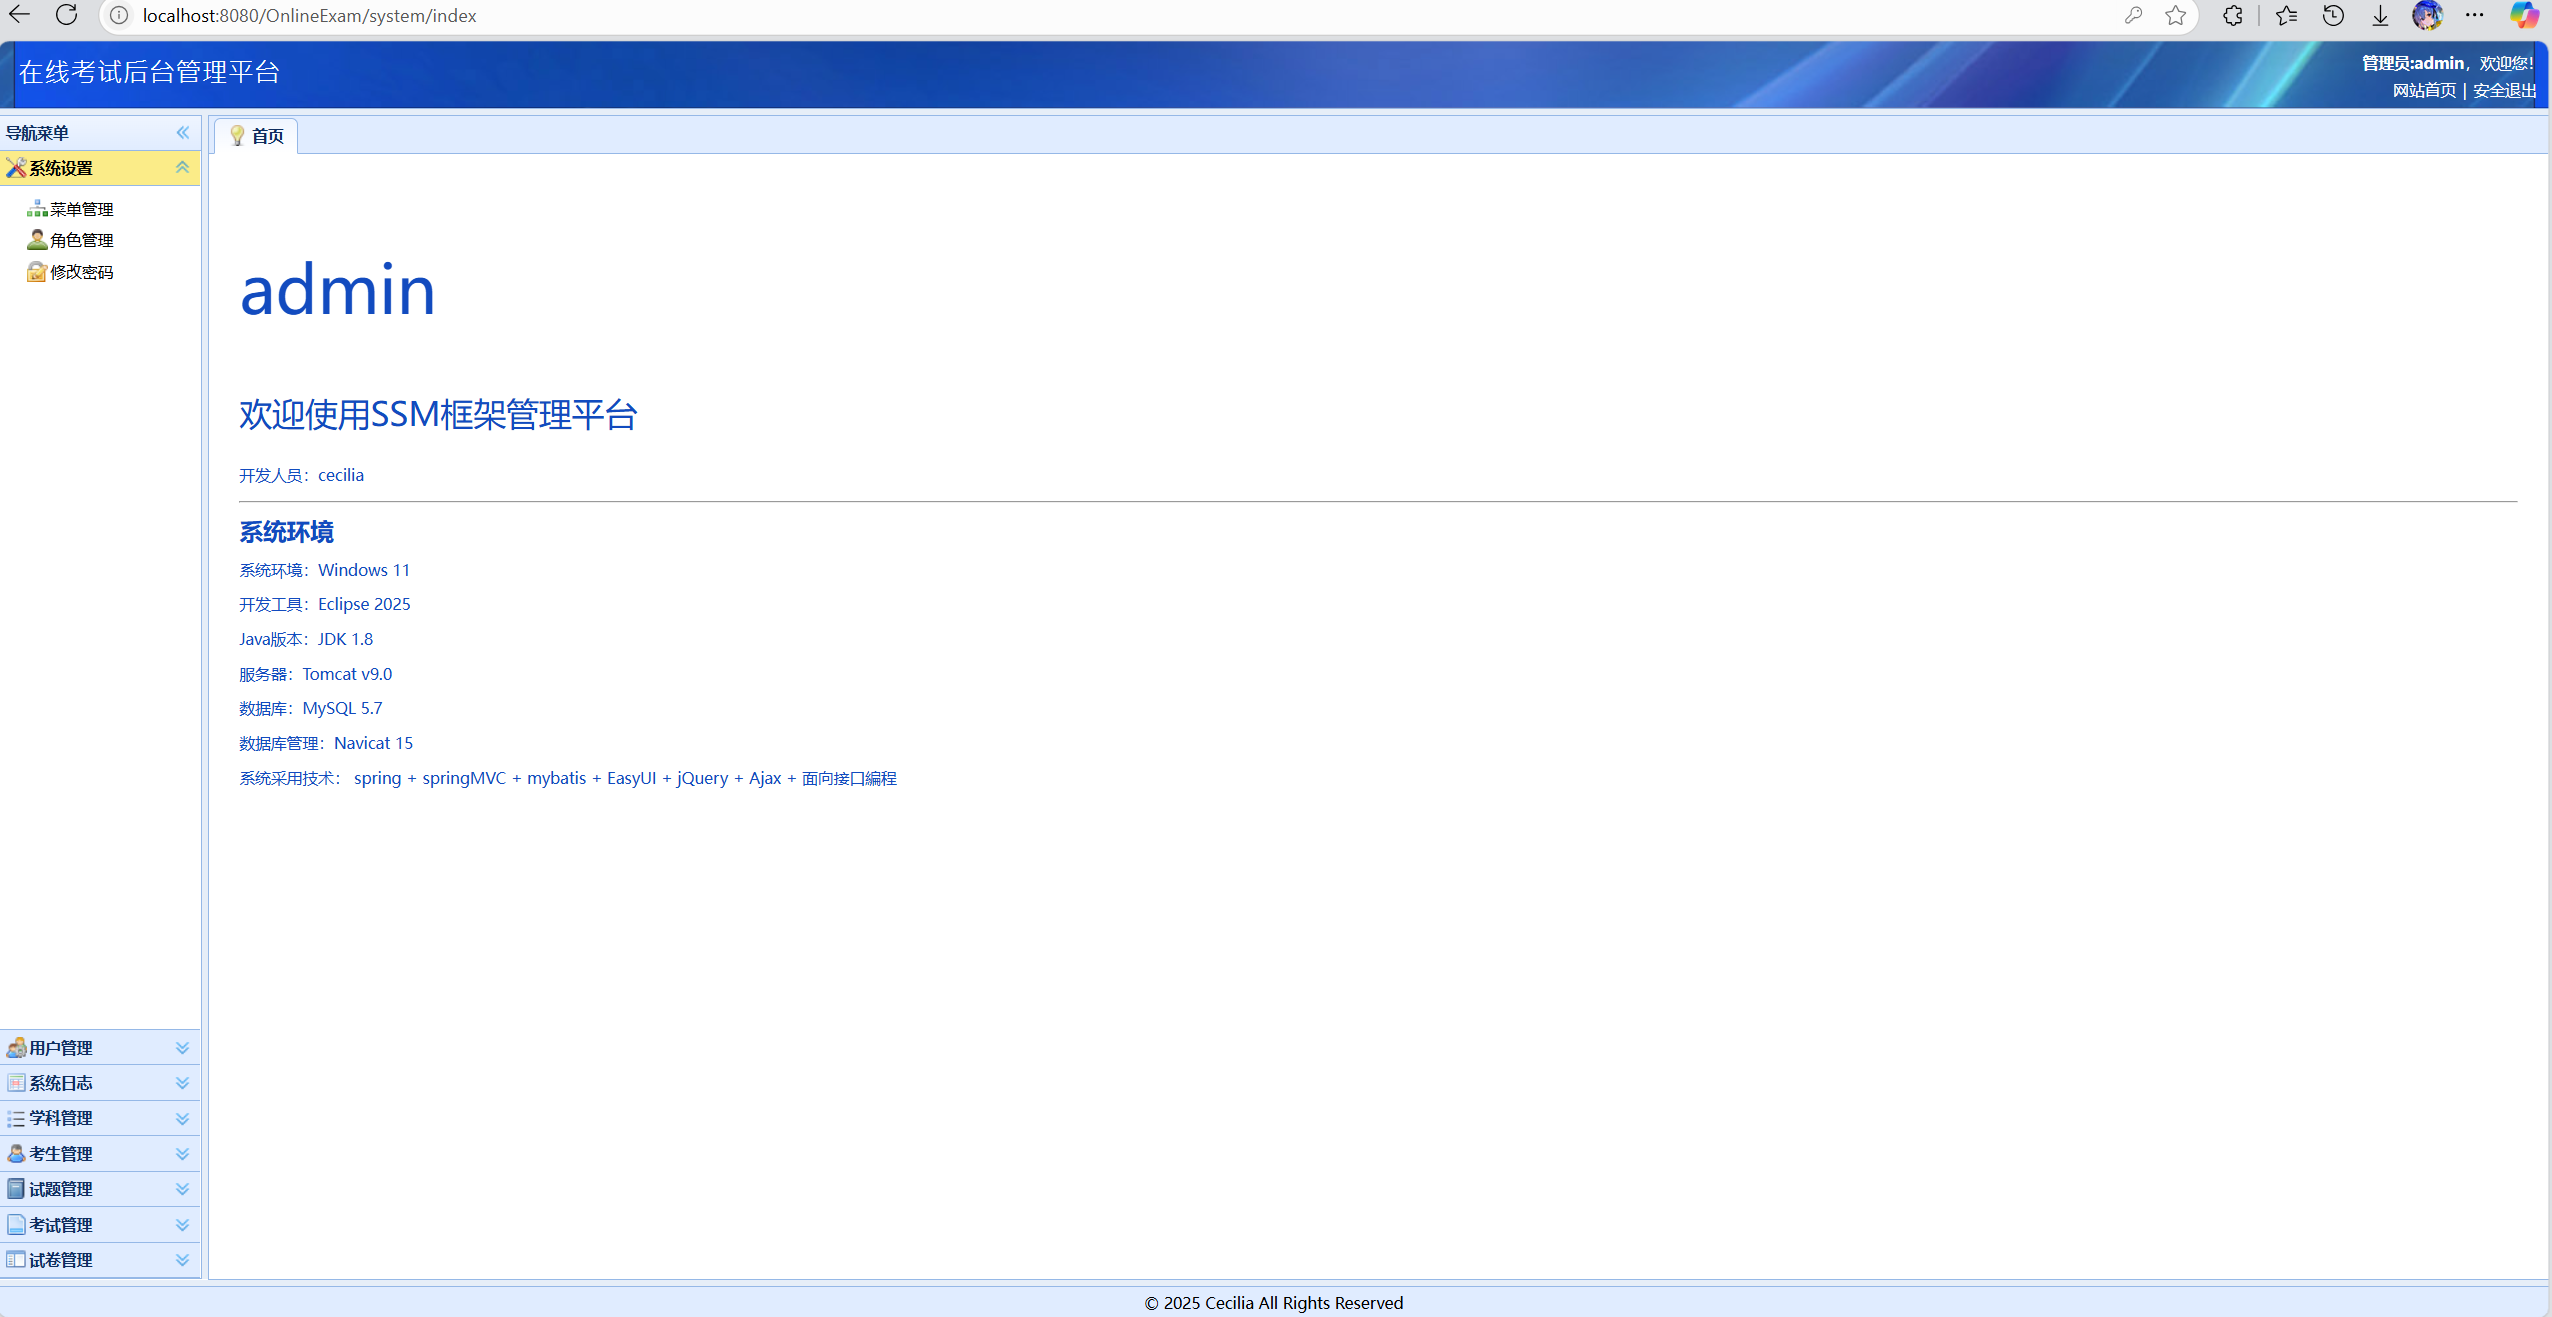 localhost:8080/OnlineExam/system/index
在线考试后台管理平台
管理员:admin，欢迎您!
网站首页 | 安全退出
导航菜单
系统设置
菜单管理
角色管理
修改密码
用户管理
系统日志
学科管理
考生管理
试题管理
考试管理
试卷管理
首页
admin
欢迎使用SSM框架管理平台
开发人员：cecilia
系统环境
系统环境：Windows 11
开发工具：Eclipse 2025
Java版本：JDK 1.8
服务器：Tomcat v9.0
数据库：MySQL 5.7
数据库管理：Navicat 15
系统采用技术： spring + springMVC + mybatis + EasyUI + jQuery + Ajax + 面向接口编程
© 2025 Cecilia All Rights Reserved